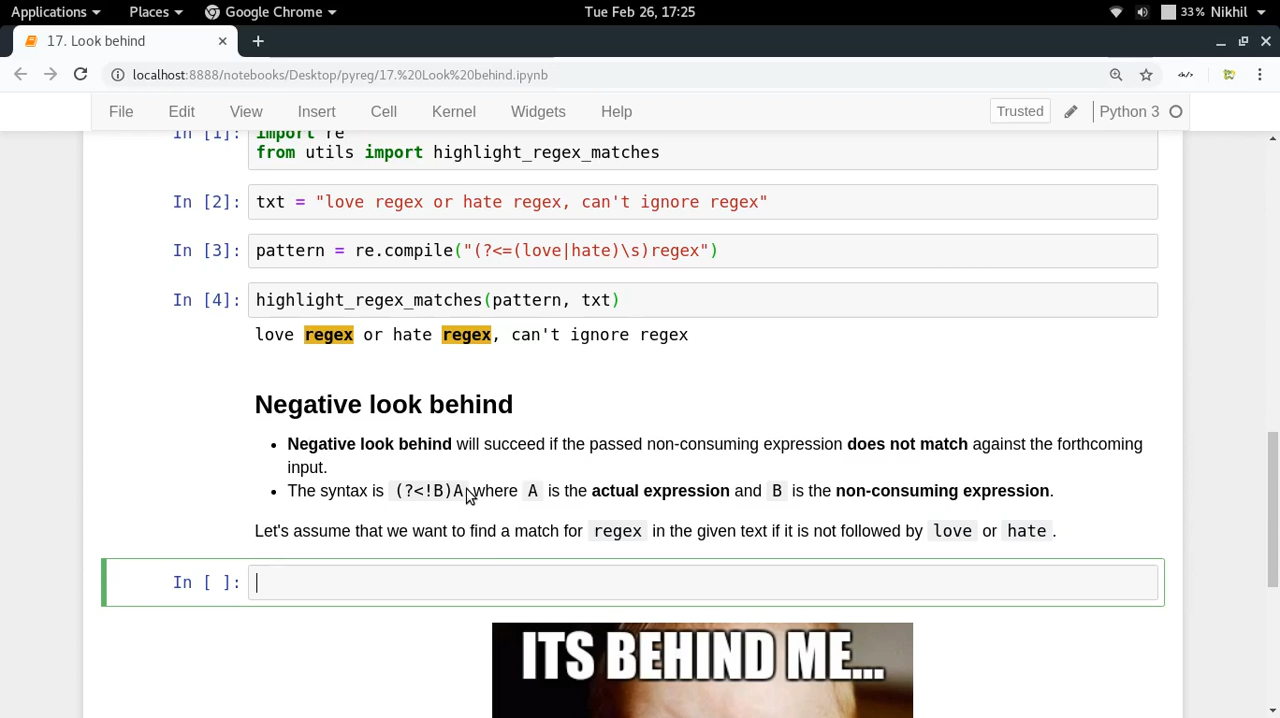 Applications Places Google Chrome Tue Feb 26, 17:25 33% Nikhil
17. Look behind
localhost:8888/notebooks/Desktop/pyreg/17.%20Look%20behind.ipynb
File Edit View Insert Cell Kernel Widgets Help Trusted Python 3
In [1]: import re
from utils import highlight_regex_matches
In [2]: txt = "love regex or hate regex, can't ignore regex"
In [3]: pattern = re.compile("(?<=(love|hate)\s)regex")
In [4]: highlight_regex_matches(pattern, txt)
love regex or hate regex, can't ignore regex
Negative look behind
• Negative look behind will succeed if the passed non-consuming expression does not match against the forthcoming
input.
• The syntax is (?<!B)A where A is the actual expression and B is the non-consuming expression.
Let's assume that we want to find a match for regex in the given text if it is not followed by love or hate .
In [ ]:
ITS BEHIND ME...